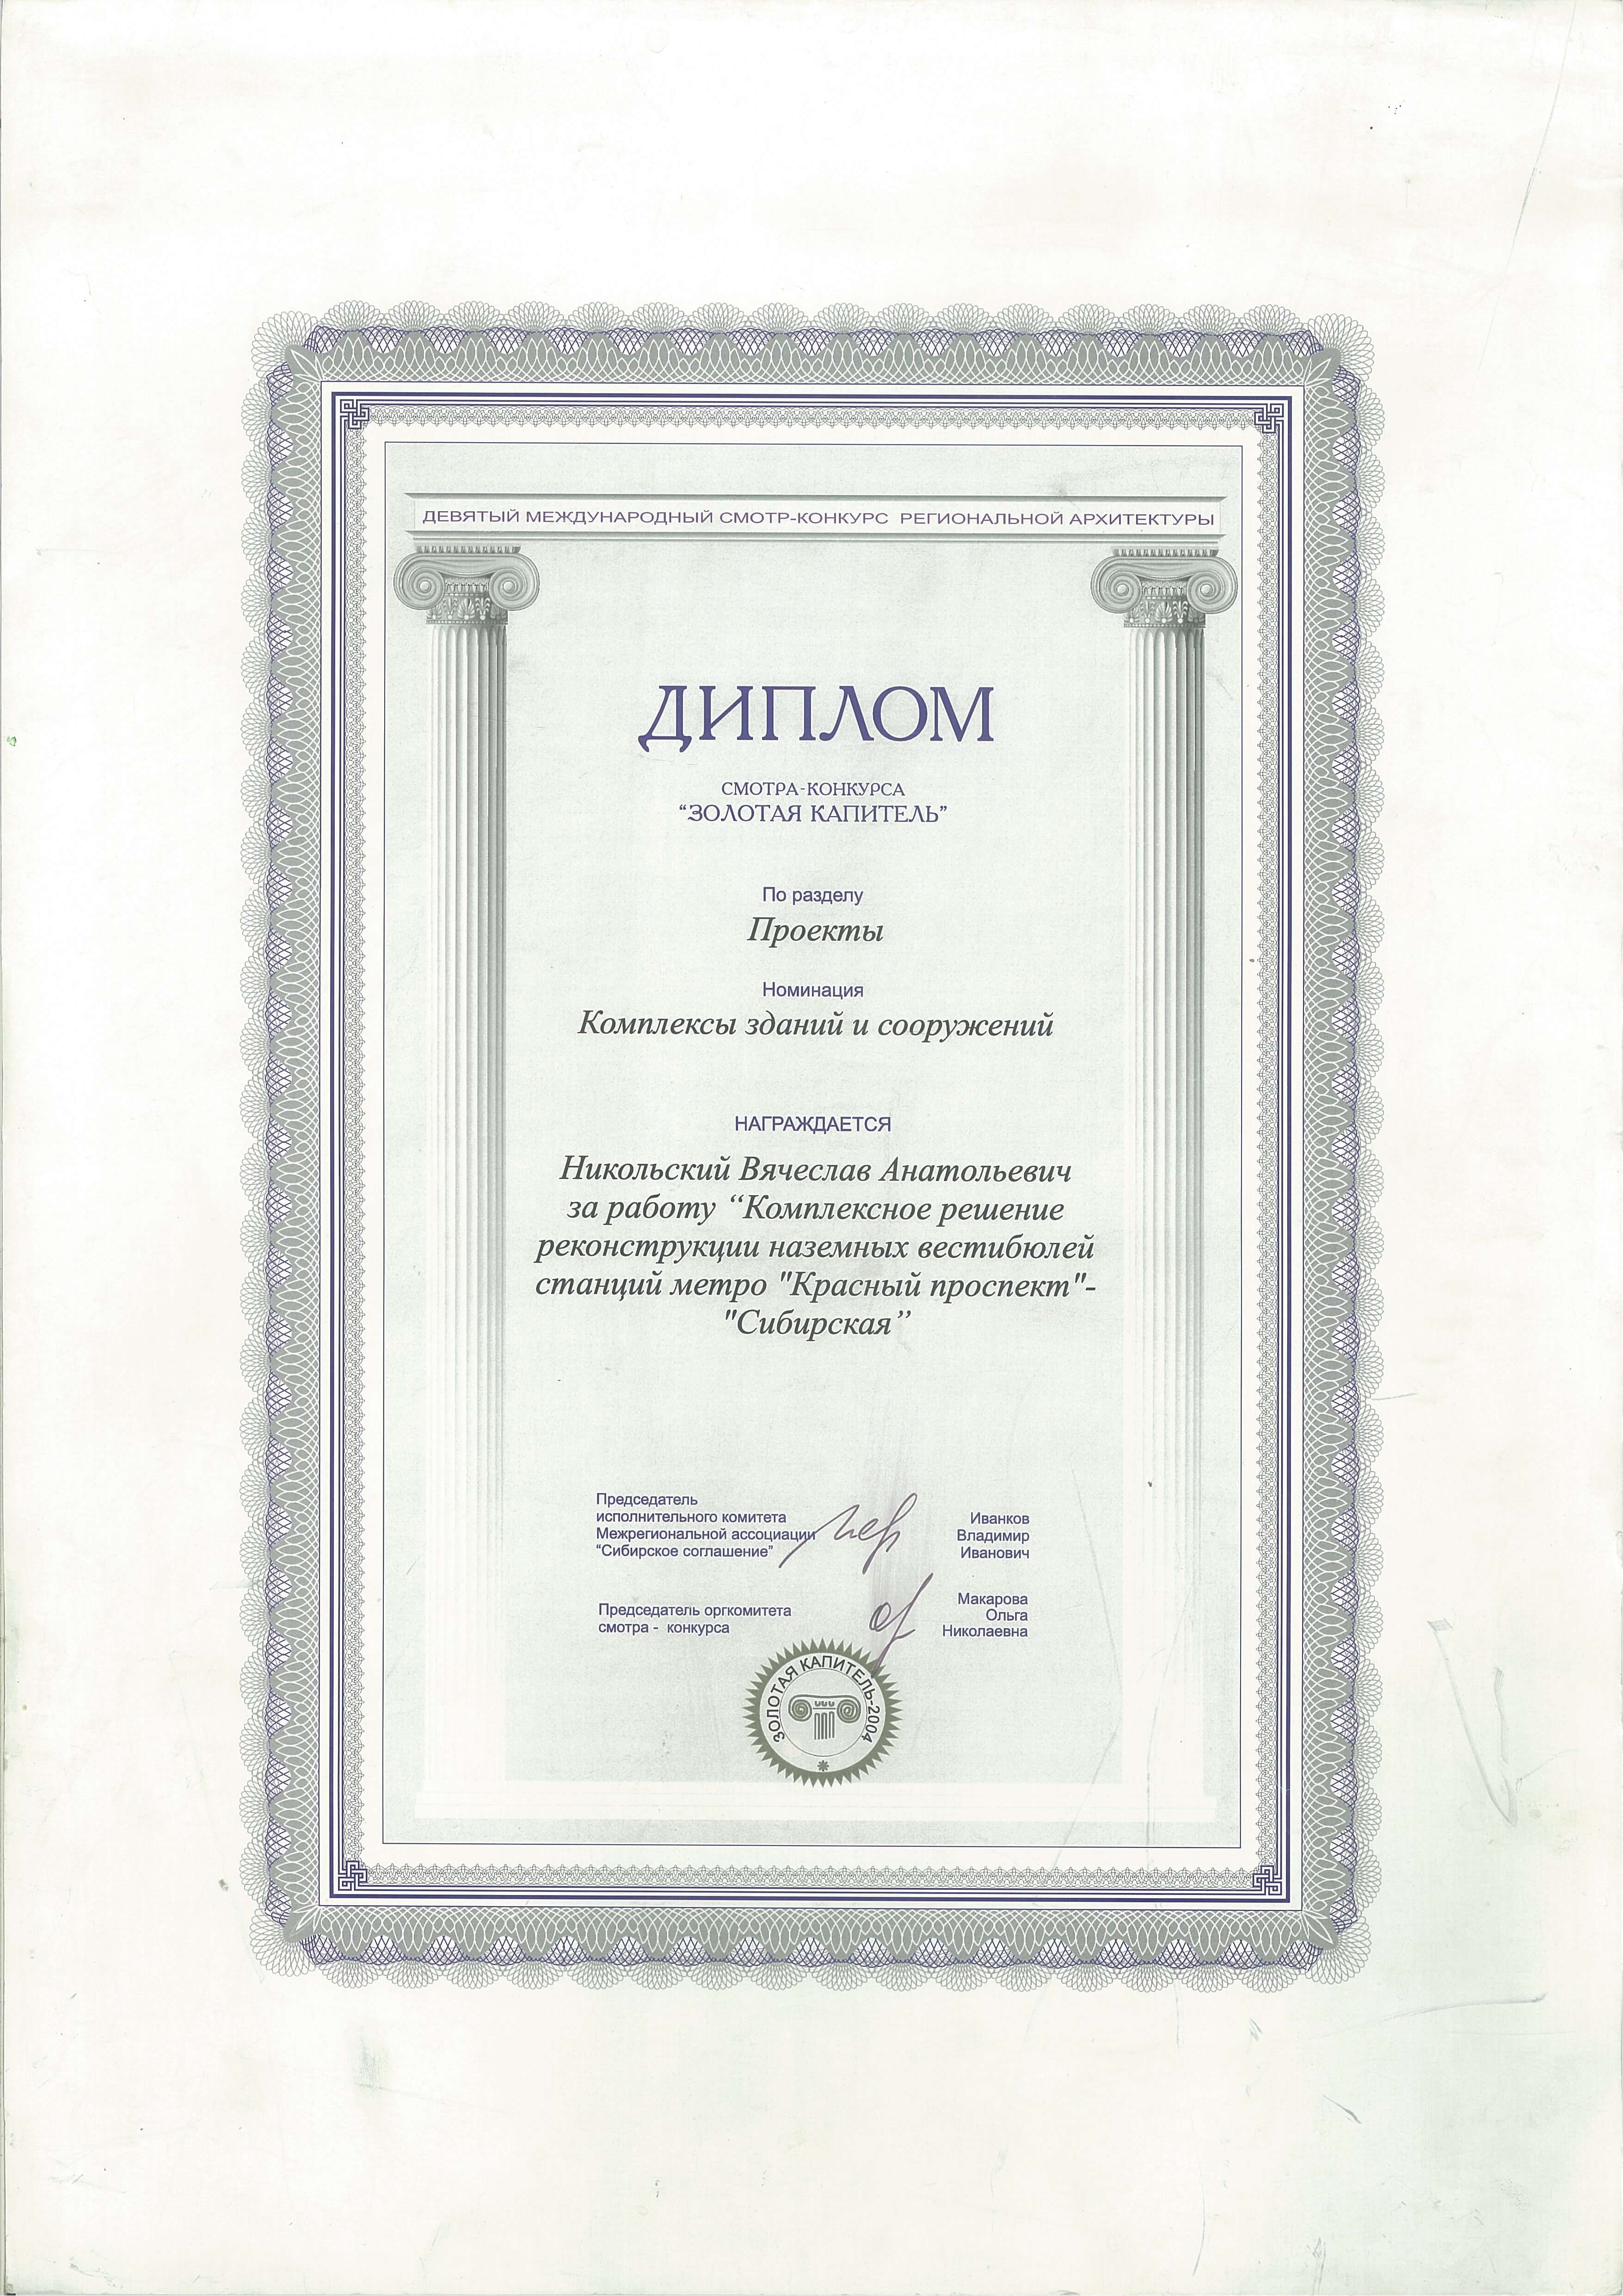 ДЕВЯТЫЙ МЕЖДУНАРОДНЫЙ СМОТР-КОНКУРС РЕГИОНАЛЬНОЙ АРХИТЕКТУРЫ
ДИПЛОМ
СМОТРА-КОНКУРСА
“ЗОЛОТАЯ КАПИТЕЛЬ”
По разделу
Проекты
Номинация
Комплексы зданий и сооружений
НАГРАЖДАЕТСЯ
Никольский Вячеслав Анатольевич
за работу “Комплексное решение
реконструкции наземных вестибюлей
станций метро "Красный проспект"-
"Сибирская”
Председатель
исполнительного комитета
Межрегиональной ассоциации
“Сибирское соглашение”
Иванков
Владимир
Иванович
Председатель оргкомитета
смотра - конкурса
Макарова
Ольга
Николаевна
ЗОЛОТАЯ КАПИТЕЛЬ-2004